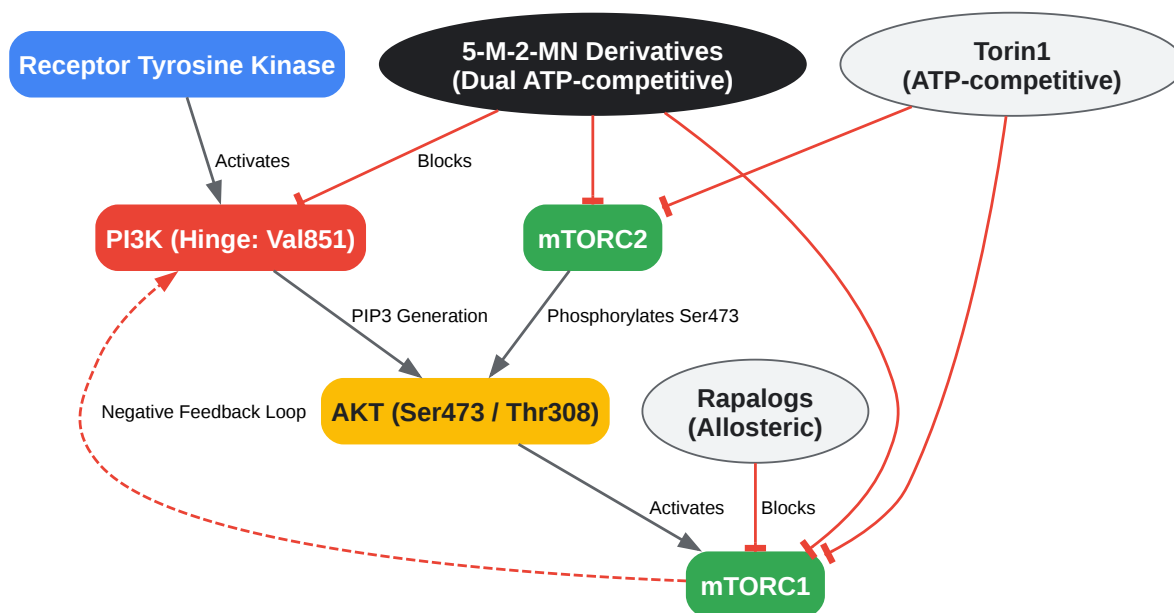 Receptor Tyrosine Kinase
5-M-2-MN Derivatives
(Dual ATP-competitive)
Torin1
(ATP-competitive)
Activates
Blocks
PI3K (Hinge: Val851)
mTORC2
PIP3 Generation
Phosphorylates Ser473
Negative Feedback Loop
AKT (Ser473 / Thr308)
Rapalogs
(Allosteric)
Activates
Blocks
mTORC1